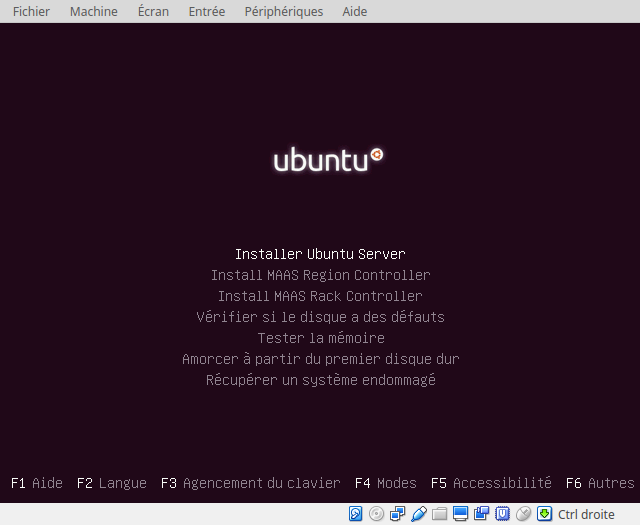 Fichier Machine Écran Entrée Périphériques Aide
ubuntu
Installer Ubuntu Server
Install MAAS Region Controller
Install MAAS Rack Controller
Vérifier si le disque a des défauts
Tester la mémoire
Amorcer à partir du premier disque dur
Récupérer un système endommagé
F1 Aide F2 Langue F3 Agencement du clavier F4 Modes F5 Accessibilité F6 Autres
Ctrl droite